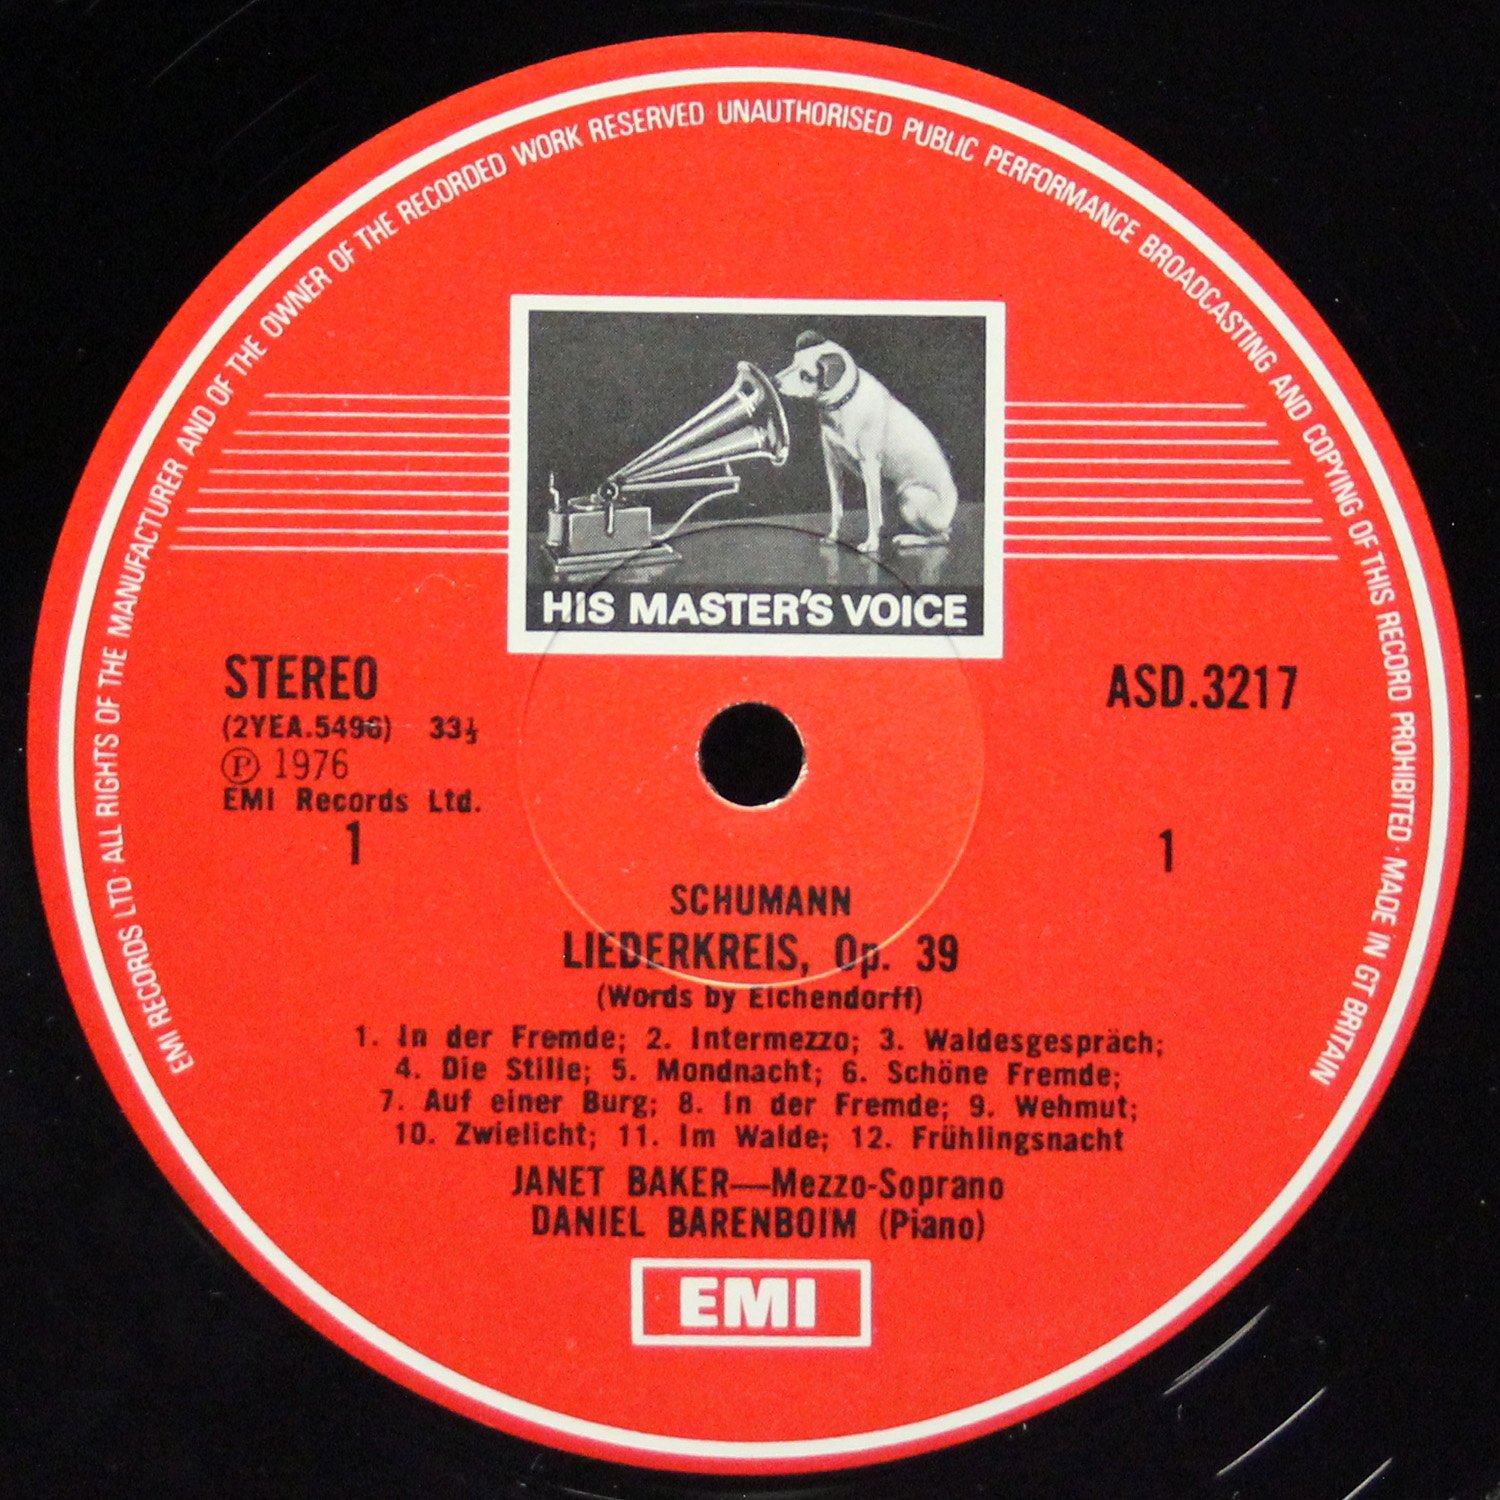 EMI RECORDS LTD· ALL RIGHTS OF THE MANUFACTURER AND OF THE OWNER OF THE RECORDED WORK RESERVED UNAUTHORISED PUBLIC PERFORMANCE BROADCASTING AND COPYING OF THIS RECORD PROHIBITED· MADE IN GT BRITAIN
HIS MASTER'S VOICE
STEREO
ASD.3217
(2YEA.5496) 33⅓
Ⓟ 1976
EMI Records Ltd.
1
1
SCHUMANN
LIEDERKREIS, Op. 39
(Words by Eichendorff)
1. In der Fremde; 2. Intermezzo; 3. Waldesgespräch;
4. Die Stille; 5. Mondnacht; 6. Schöne Fremde;
7. Auf einer Burg; 8. In der Fremde; 9. Wehmut;
10. Zwielicht; 11. Im Walde; 12. Frühlingsnacht
JANET BAKER—Mezzo-Soprano
DANIEL BARENBOIM (Piano)
EMI